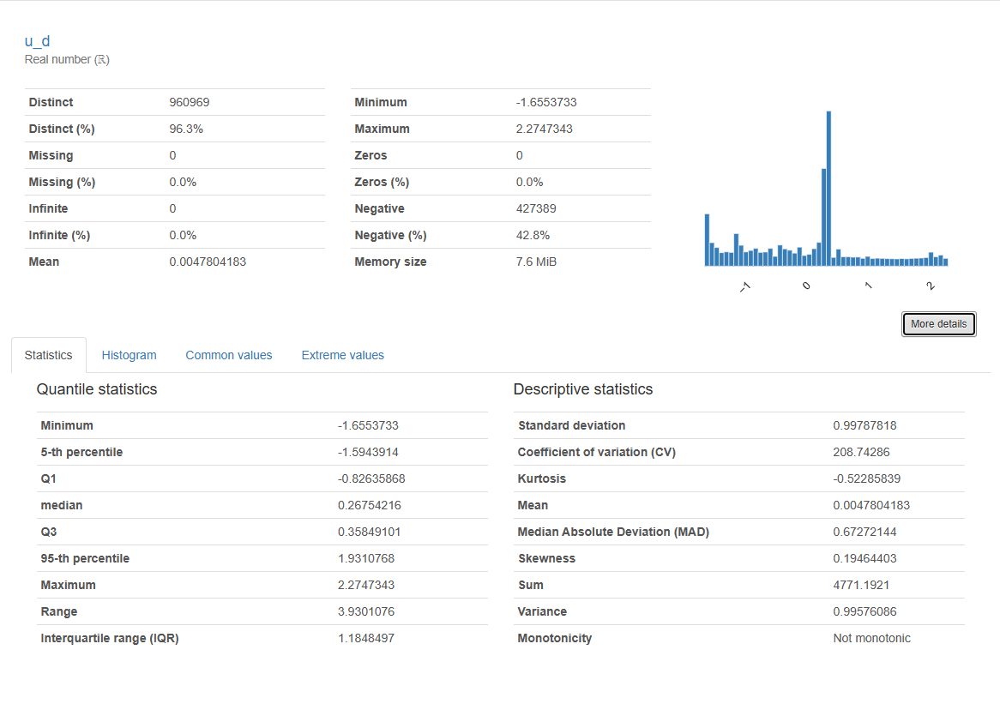 u_d
Real number (ℝ)
Distinct 960969
Distinct (%) 96.3%
Missing 0
Missing (%) 0.0%
Infinite 0
Infinite (%) 0.0%
Mean 0.0047804183
Minimum -1.6553733
Maximum 2.2747343
Zeros 0
Zeros (%) 0.0%
Negative 427389
Negative (%) 42.8%
Memory size 7.6 MiB
-1 0 1 2
More details
Statistics Histogram Common values Extreme values
Quantile statistics
Minimum -1.6553733
5-th percentile -1.5943914
Q1 -0.82635868
median 0.26754216
Q3 0.35849101
95-th percentile 1.9310768
Maximum 2.2747343
Range 3.9301076
Interquartile range (IQR) 1.1848497
Descriptive statistics
Standard deviation 0.99787818
Coefficient of variation (CV) 208.74286
Kurtosis -0.52285839
Mean 0.0047804183
Median Absolute Deviation (MAD) 0.67272144
Skewness 0.19464403
Sum 4771.1921
Variance 0.99576086
Monotonicity Not monotonic